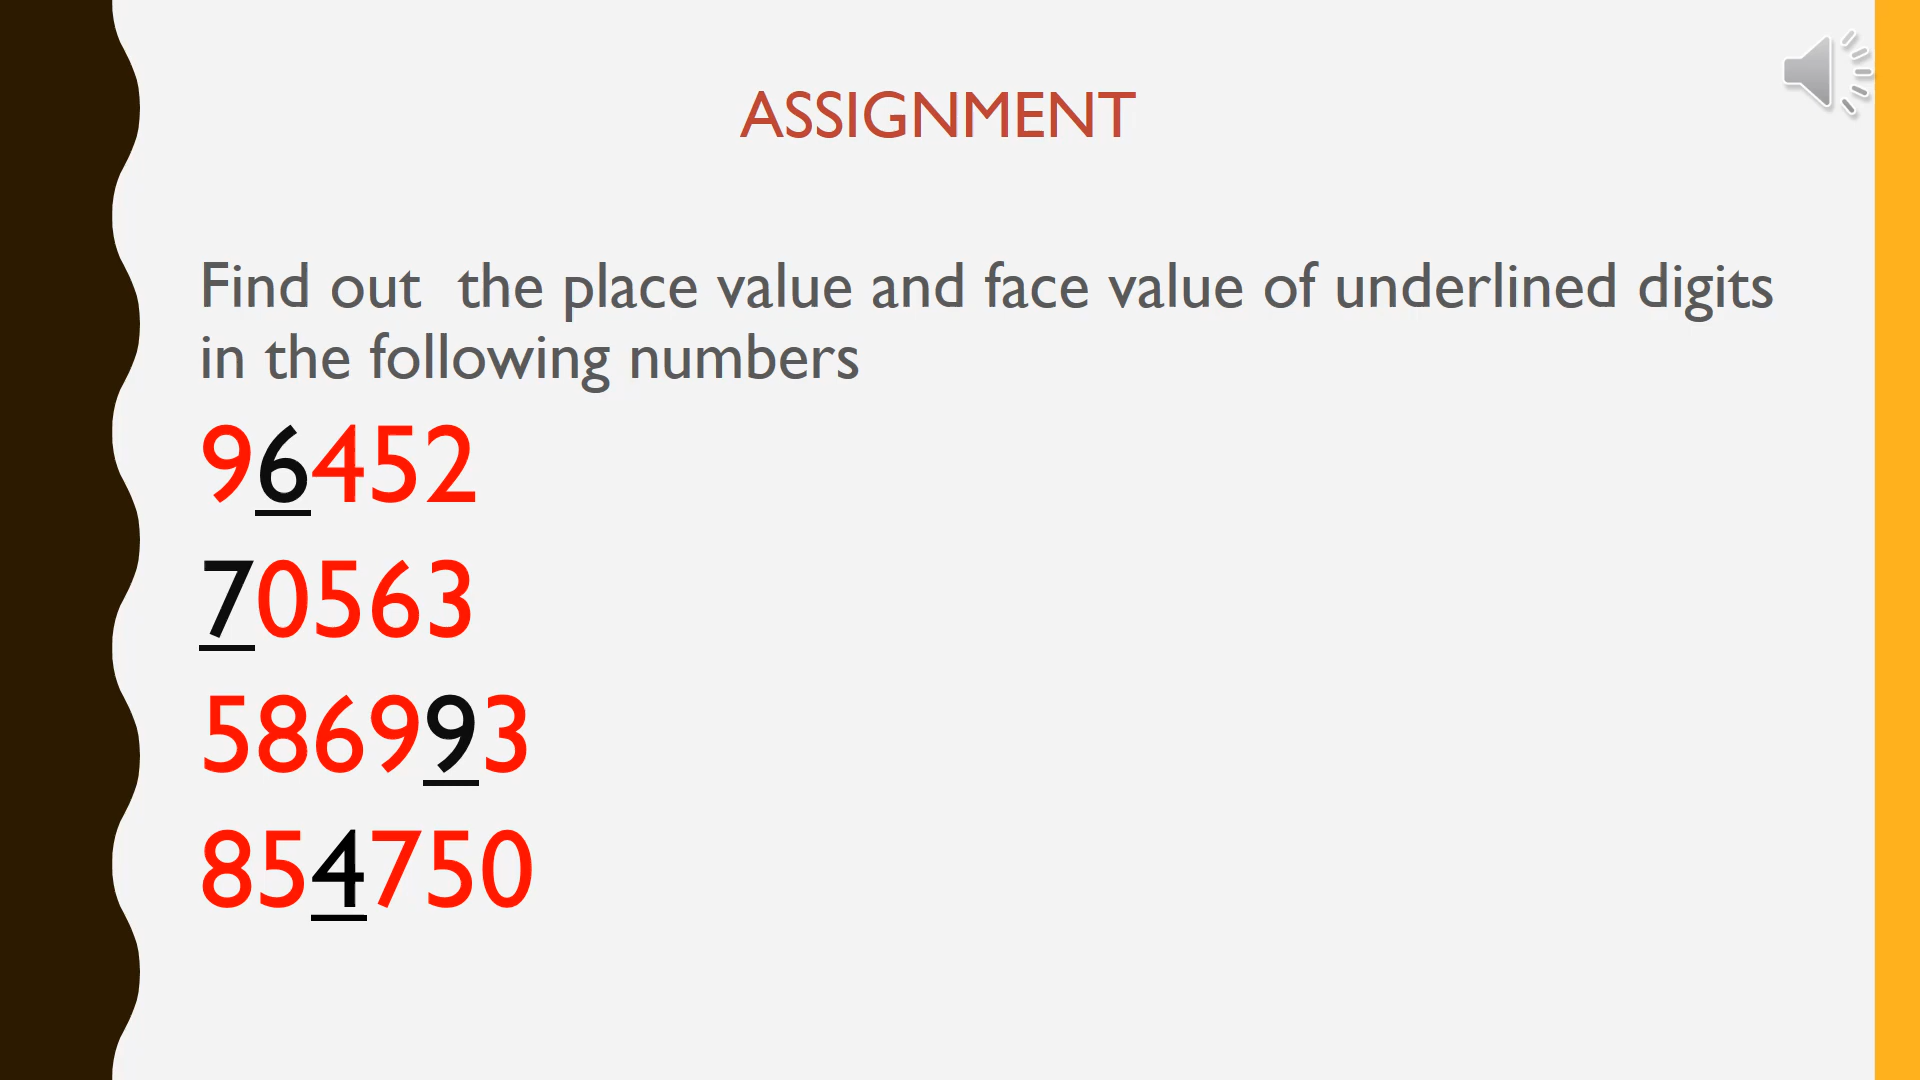 ASSIGNMENT
Find out  the place value and face value of underlined digits
in the following numbers
96452
70563
586993
854750